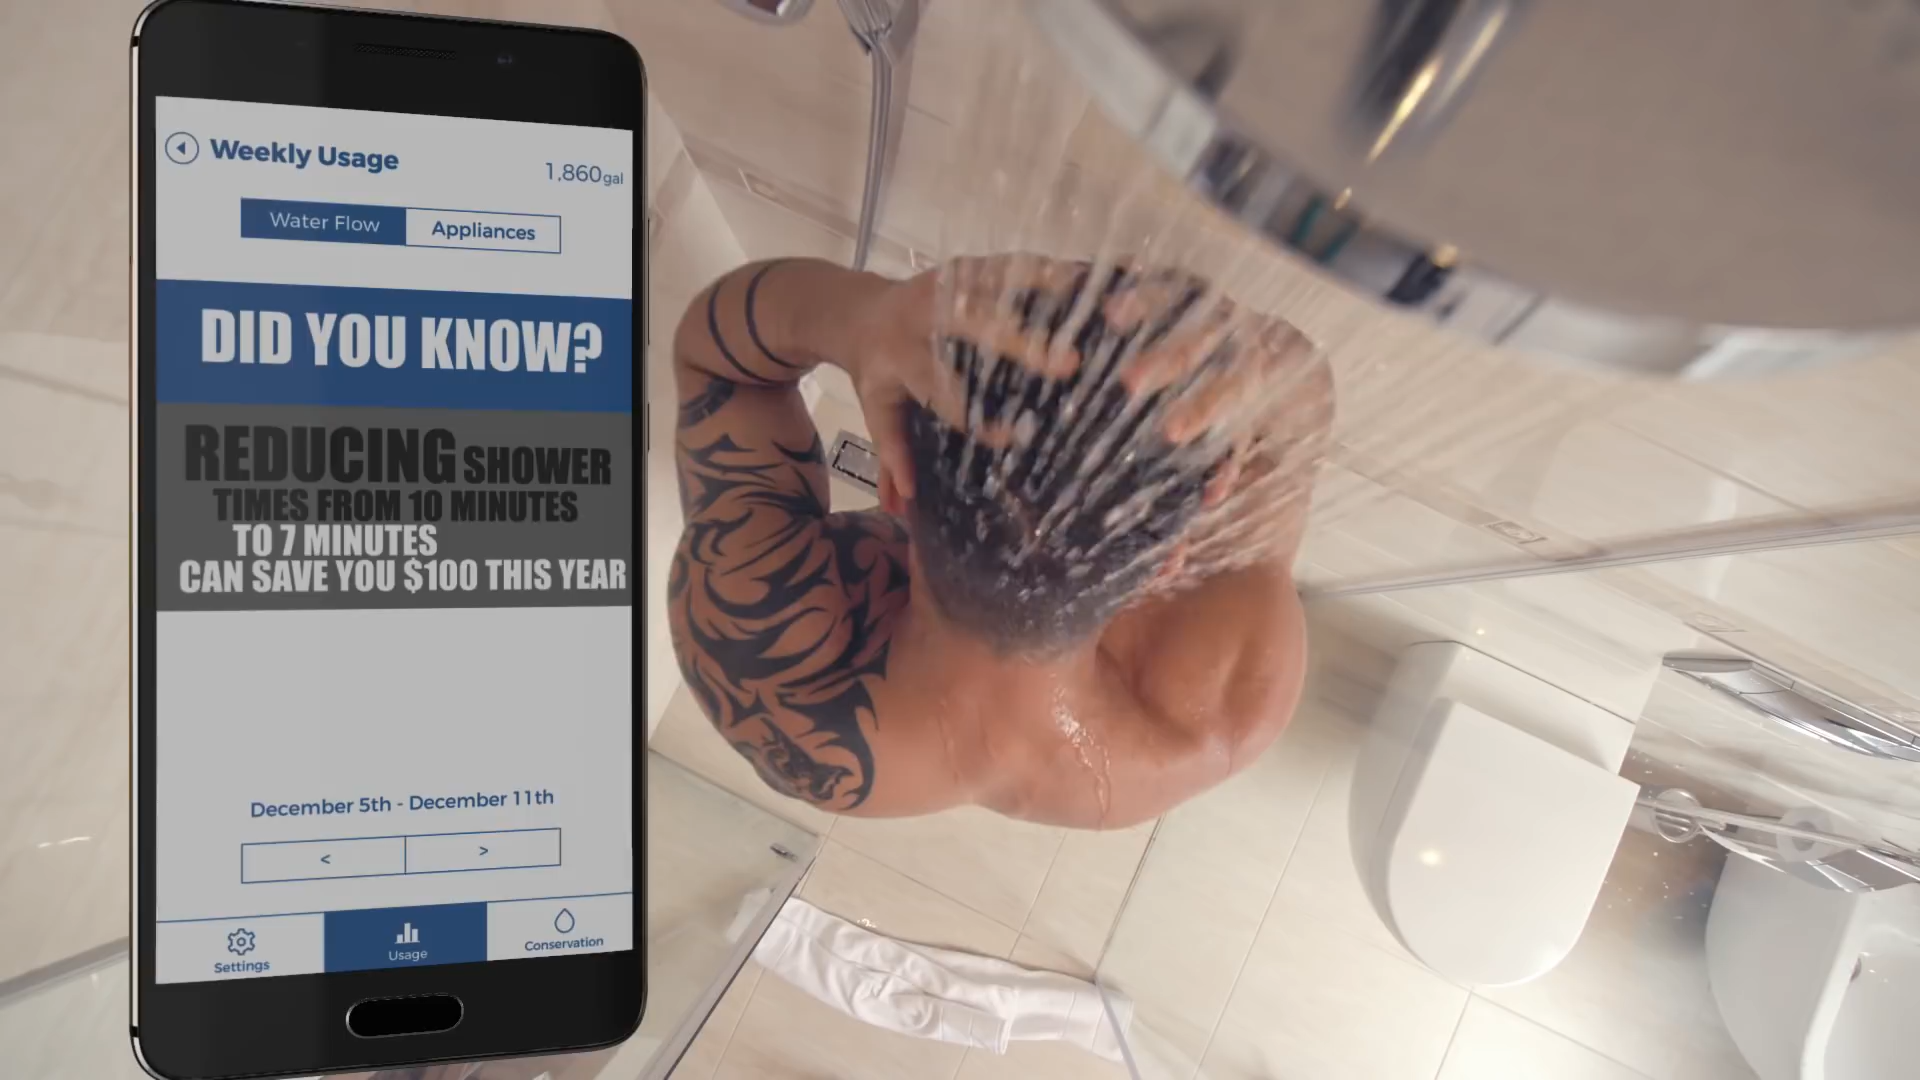 Weekly Usage
1,860gal
Water Flow
Appliances
DID YOU KNOW?
REDUCING SHOWER
TIMES FROM 10 MINUTES
TO 7 MINUTES
CAN SAVE YOU $100 THIS YEAR
December 5th - December 11th
< >
Settings
Usage
Conservation